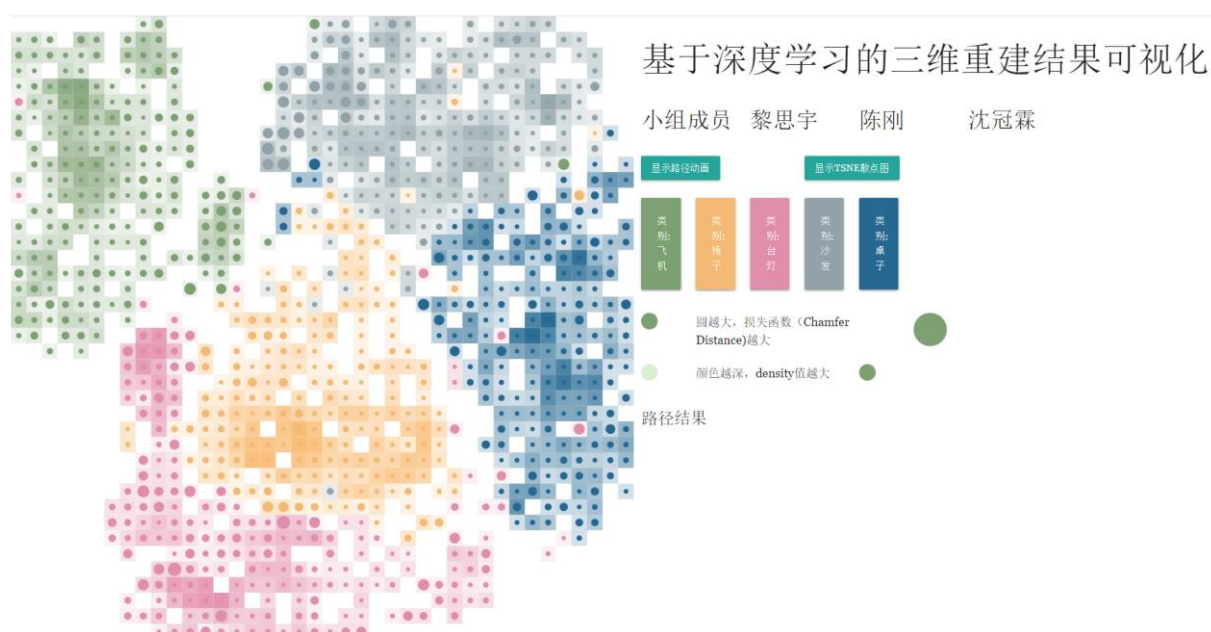 基于深度学习的三维重建结果可视化
小组成员 黎思宇 陈刚 沈冠霖
显示路径动画 显示TSNE散点图
类别:飞机
类别:椅子
类别:台灯
类别:沙发
类别:桌子
圆越大，损失函数（Chamfer
Distance)越大
颜色越深，density值越大
路径结果